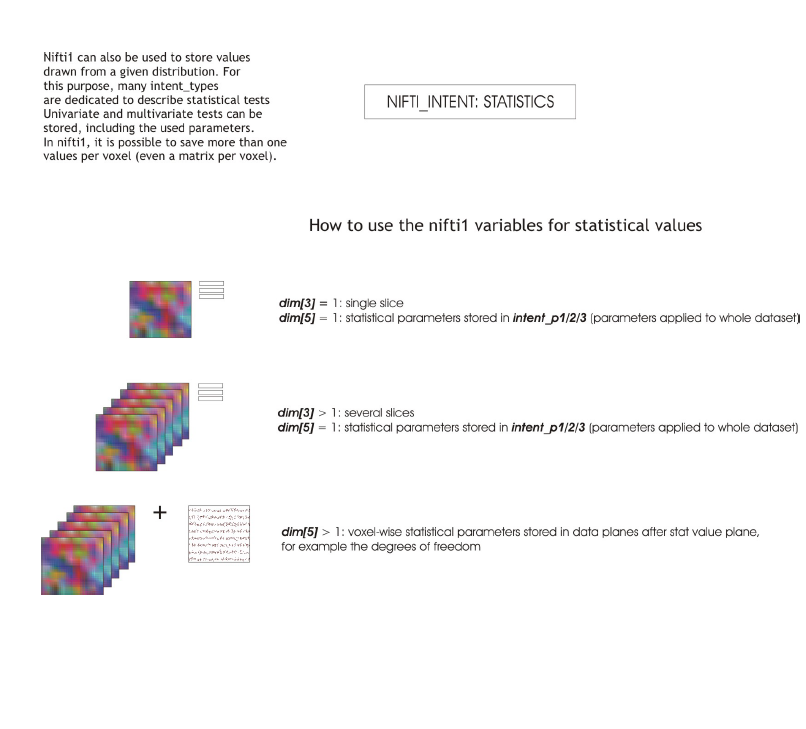 Nifti1 can also be used to store values
drawn from a given distribution. For
this purpose, many intent_types
are dedicated to describe statistical tests
Univariate and multivariate tests can be
stored, including the used parameters.
In nifti1, it is possible to save more than one
values per voxel (even a matrix per voxel).
NIFTI_INTENT: STATISTICS
How to use the nifti1 variables for statistical values
dim[3] = 1: single slice
dim[5] = 1: statistical parameters stored in intent_p1/2/3 (parameters applied to whole dataset)
dim[3] > 1: several slices
dim[5] = 1: statistical parameters stored in intent_p1/2/3 (parameters applied to whole dataset)
+
dim[5] > 1: voxel-wise statistical parameters stored in data planes after stat value plane,
for example the degrees of freedom